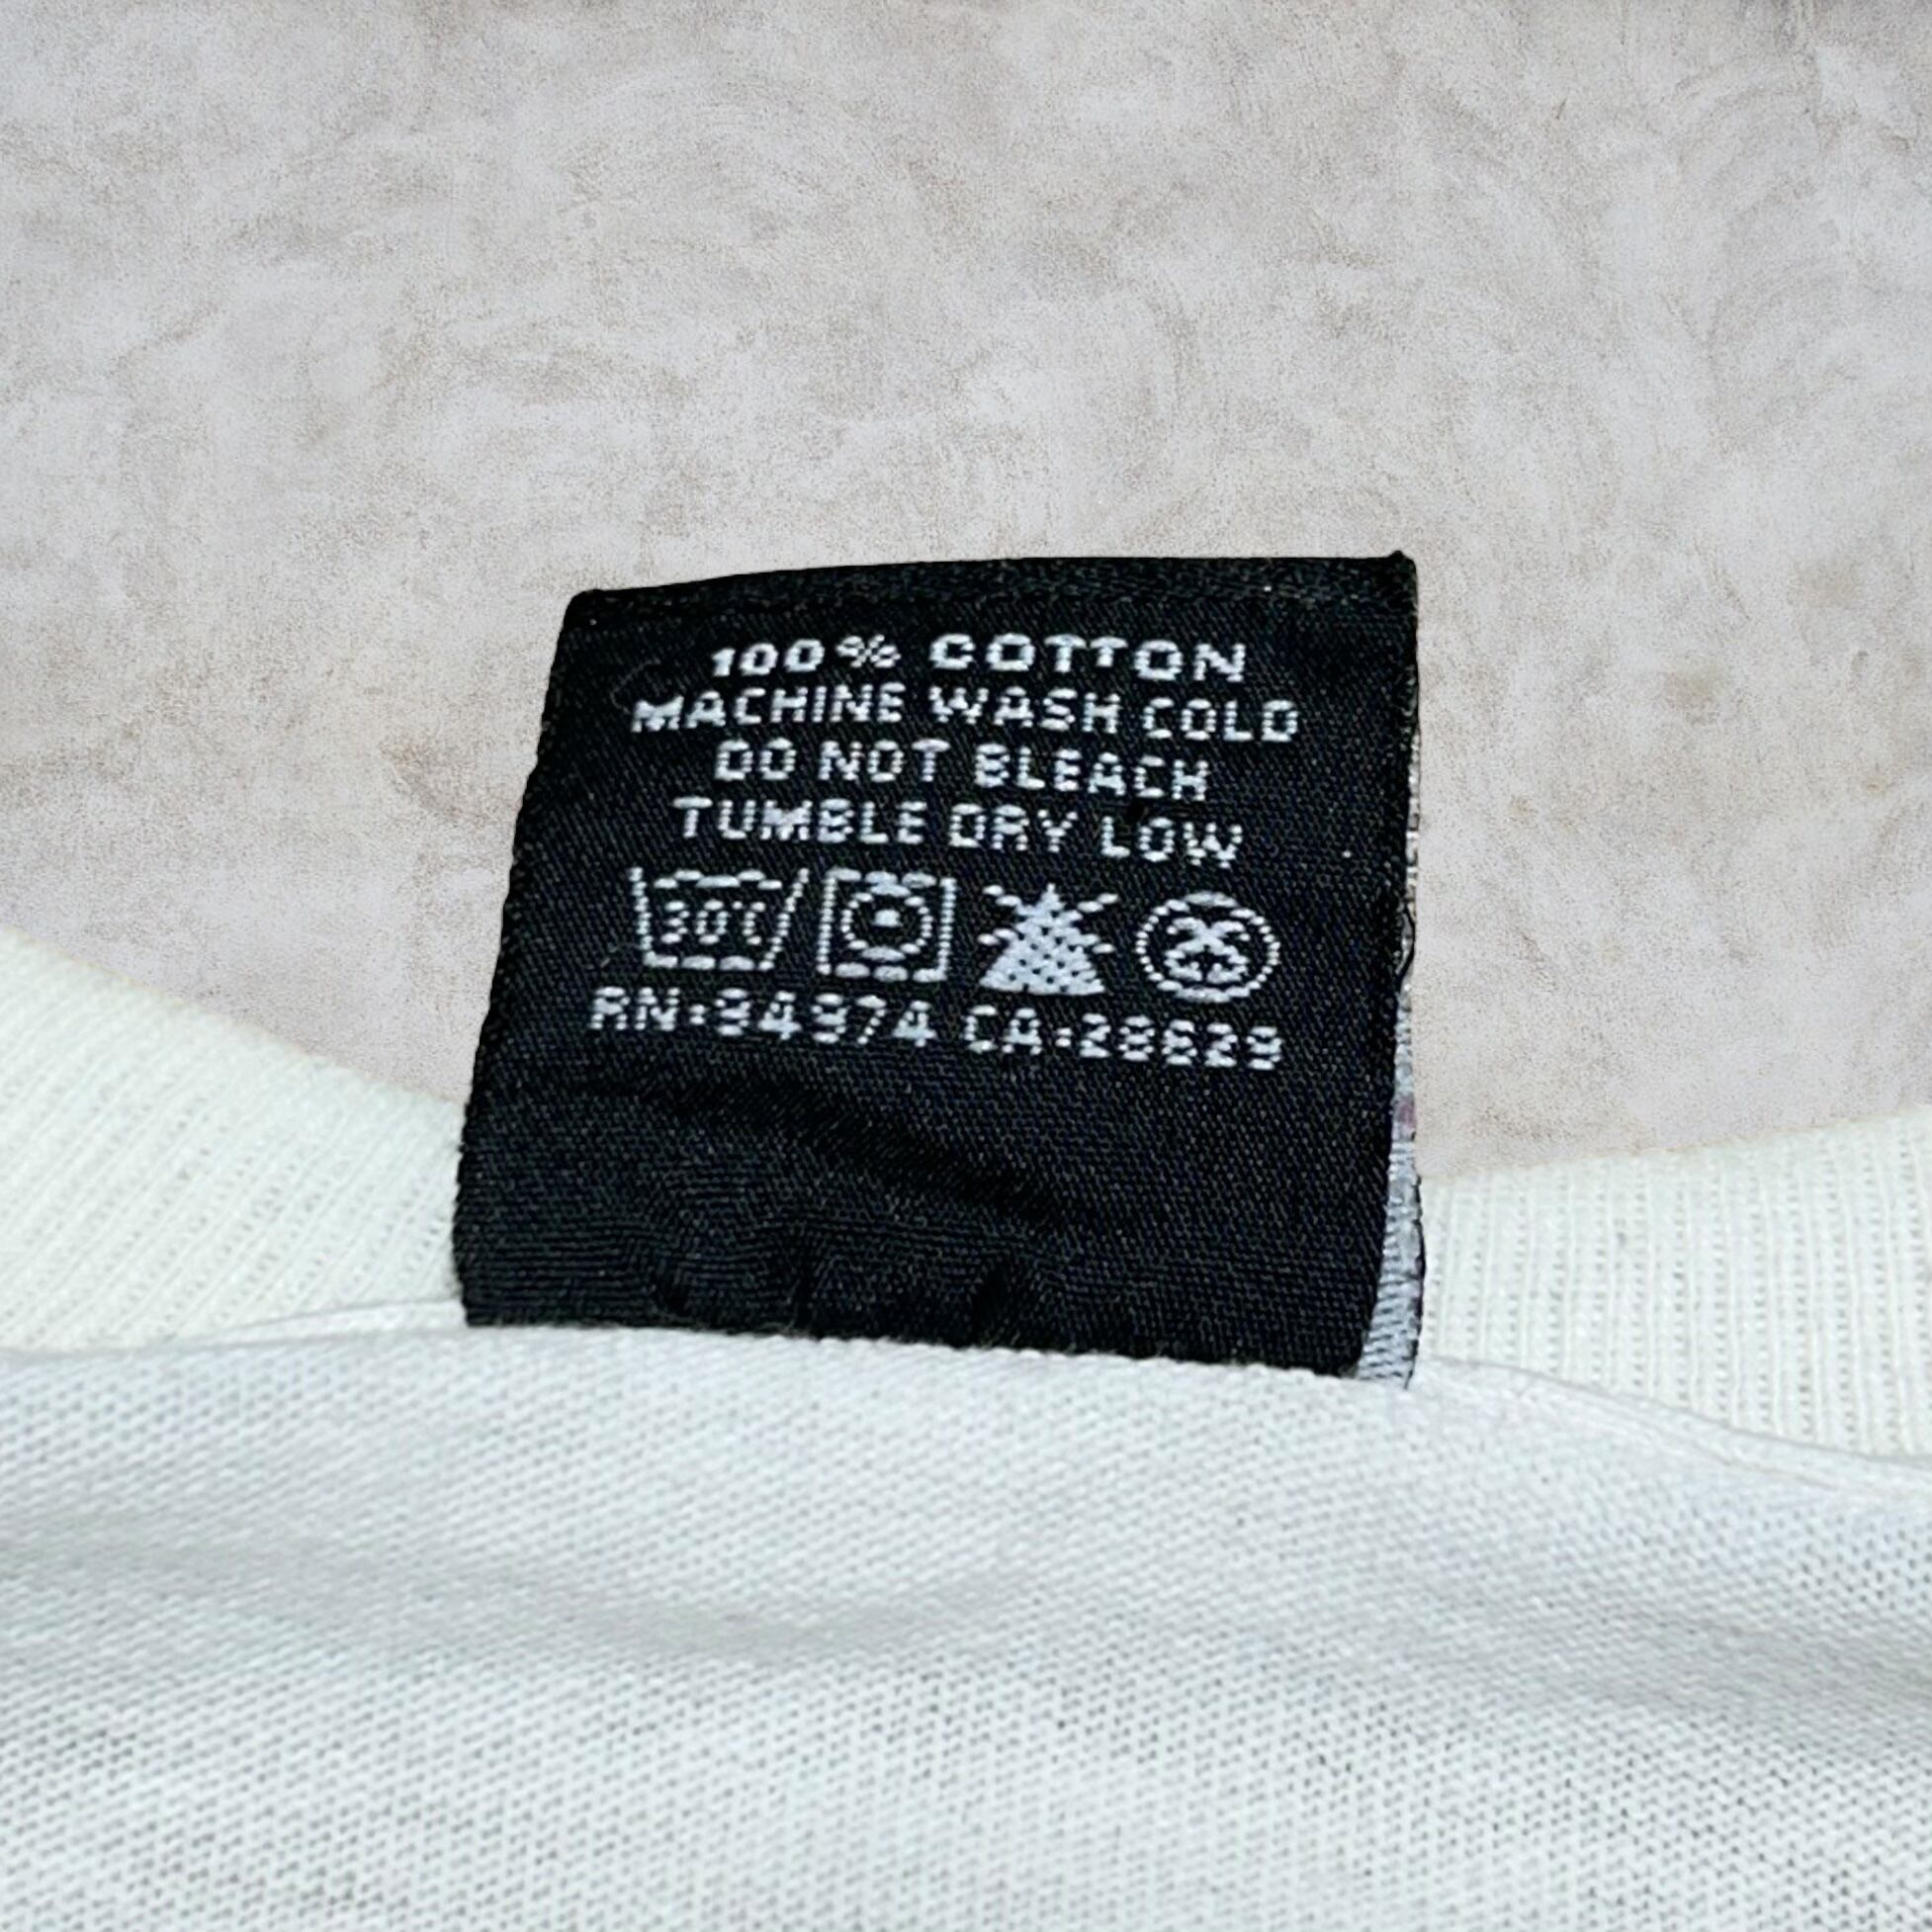 100% COTTON
MACHINE WASH COLD
DO NOT BLEACH
TUMBLE DRY LOW
30°C
RN:94974 CA:28629